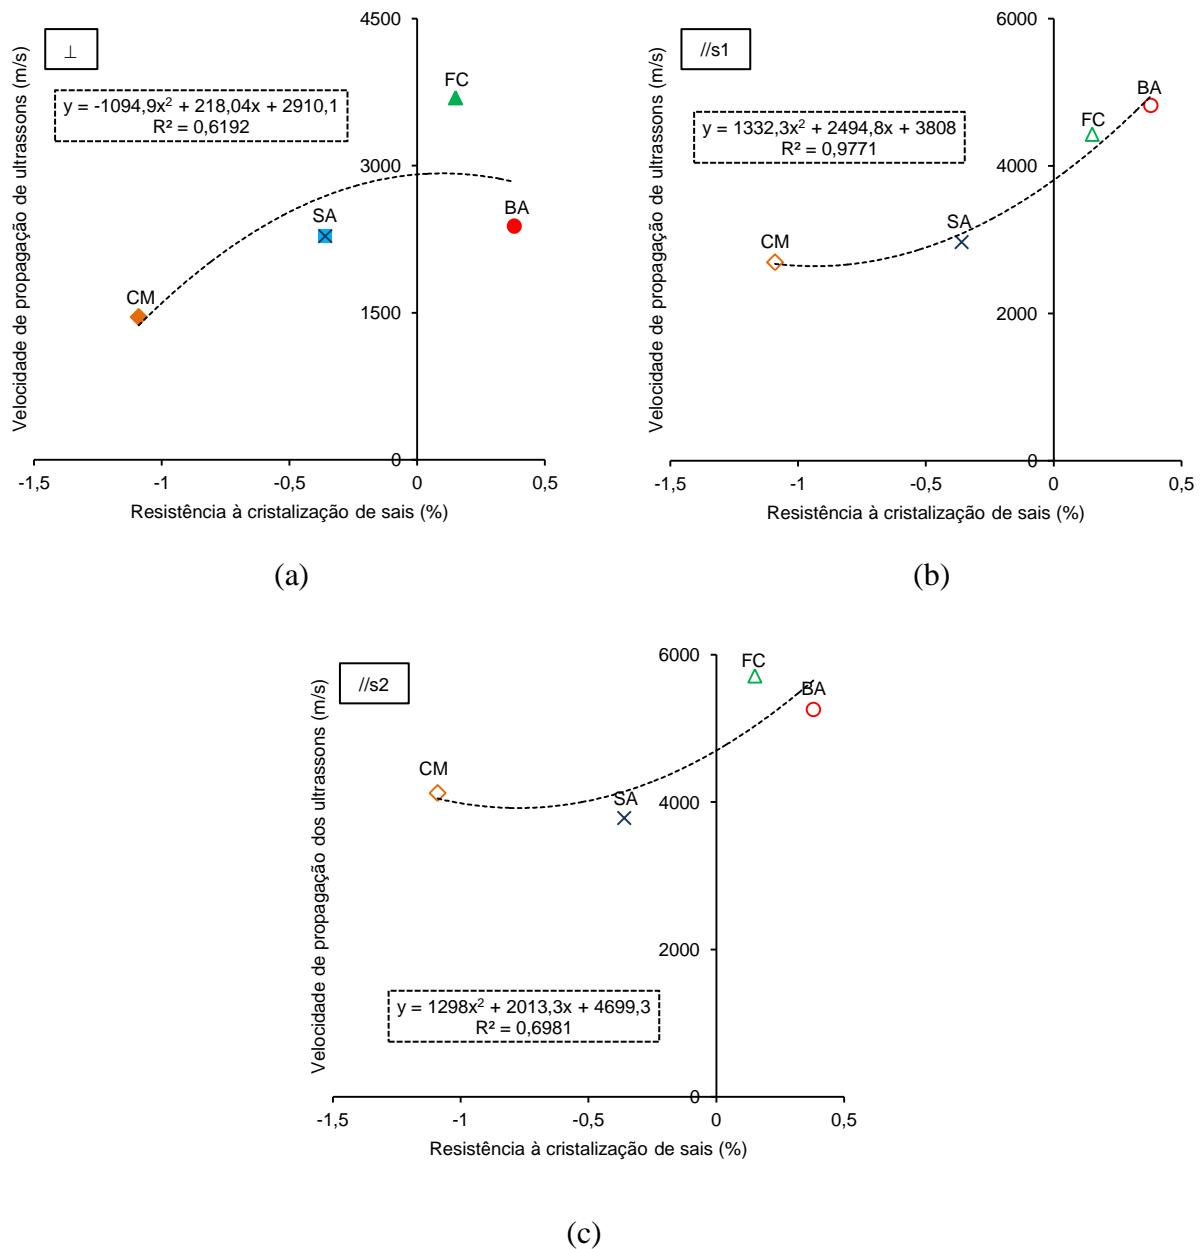 ⊥
Velocidade de propagação de ultrassons (m/s)
y = -1094,9x² + 218,04x + 2910,1
R² = 0,6192
4500
3000
1500
0
FC
SA
BA
CM
-1,5
-1
-0,5
0
0,5
Resistência à cristalização de sais (%)
(a)
//s1
Velocidade de propagação de ultrassons (m/s)
y = 1332,3x² + 2494,8x + 3808
R² = 0,9771
6000
4000
2000
0
BA
FC
SA
CM
-1,5
-1
-0,5
0
0,5
Resistência à cristalização de sais (%)
(b)
//s2
Velocidade de propagação dos ultrassons (m/s)
6000
4000
2000
0
FC
BA
CM
SA
y = 1298x² + 2013,3x + 4699,3
R² = 0,6981
-1,5
-1
-0,5
0
0,5
Resistência à cristalização de sais (%)
(c)